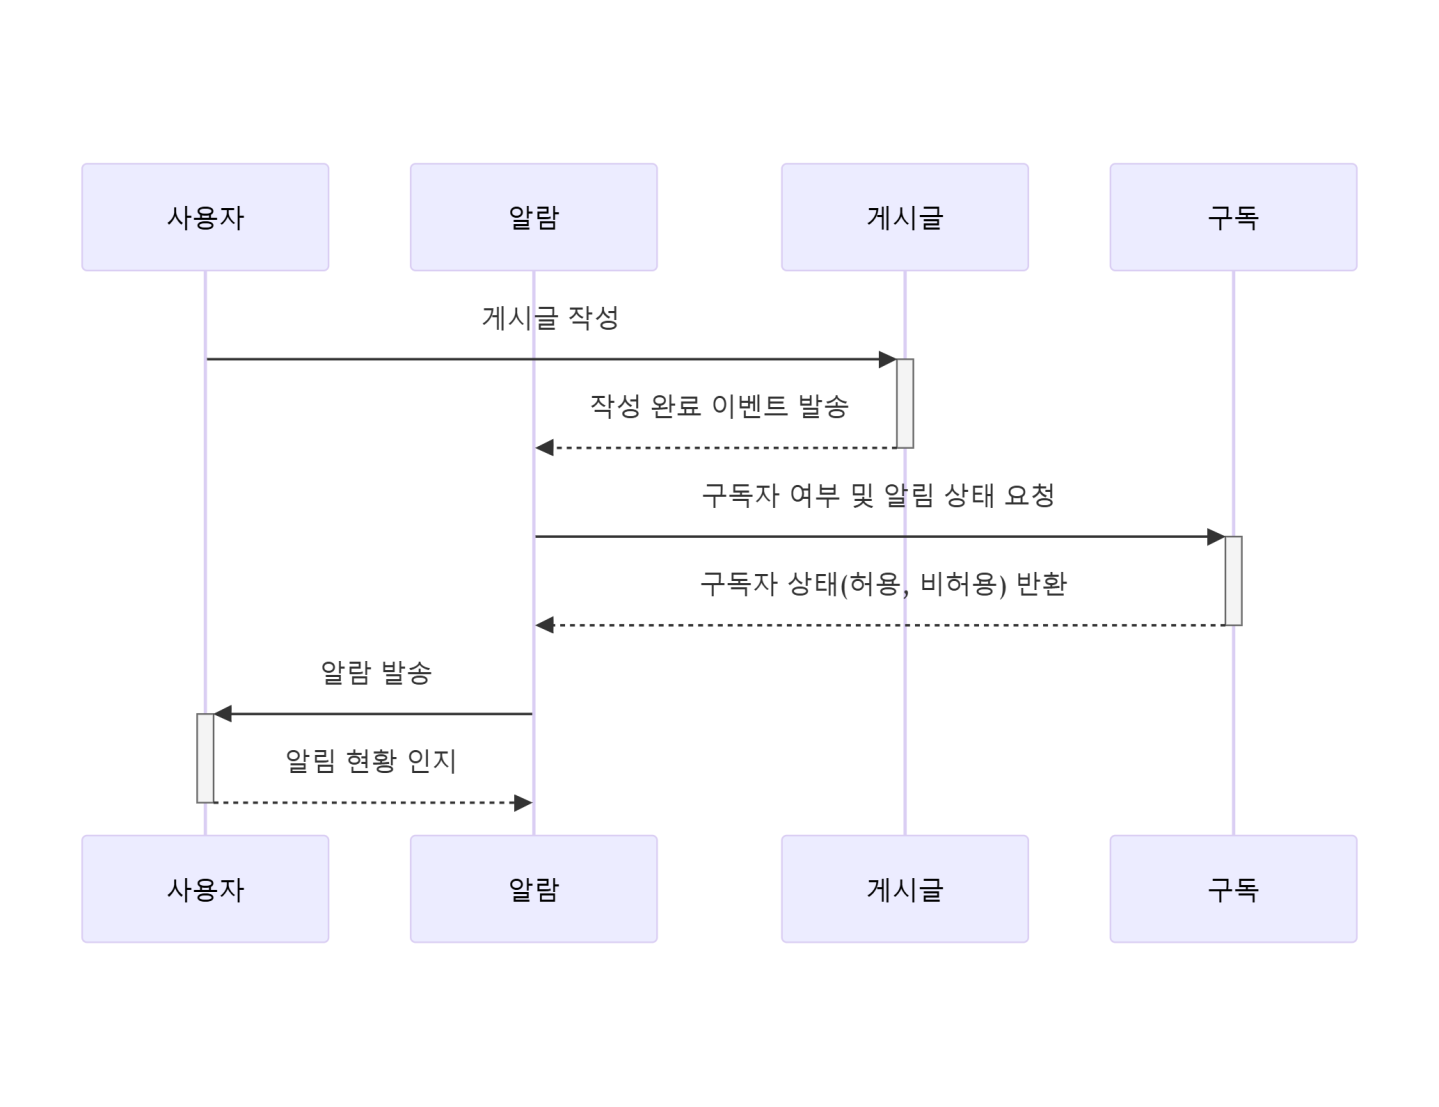 사용자
알람
게시글
구독
게시글 작성
작성 완료 이벤트 발송
구독자 여부 및 알림 상태 요청
구독자 상태(허용, 비허용) 반환
알람 발송
알림 현황 인지
사용자
알람
게시글
구독